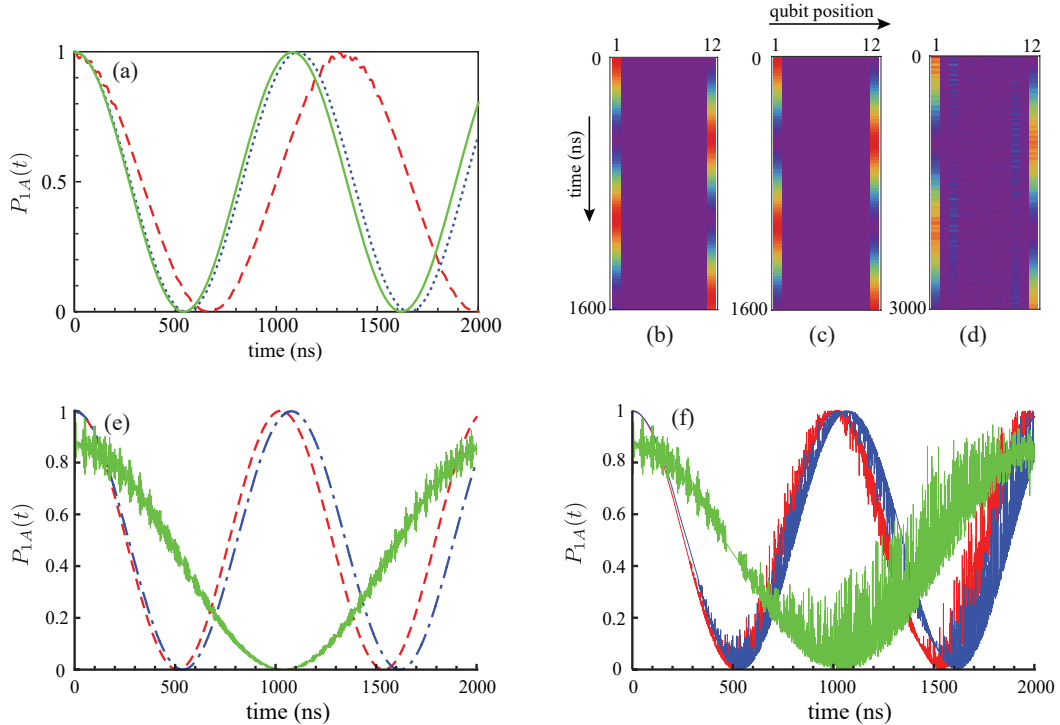 (a)
P1A(t)
1
0.5
0
0 500 1000 1500 2000
time (ns)
qubit position
1 12 1 12 1 12
0 0 0
time (ns)
1600 1600 3000
(b) (c) (d)
(e)
P1A(t)
1
0.8
0.6
0.4
0.2
0
0 500 1000 1500 2000
time (ns)
(f)
P1A(t)
1
0.8
0.6
0.4
0.2
0
0 500 1000 1500 2000
time (ns)